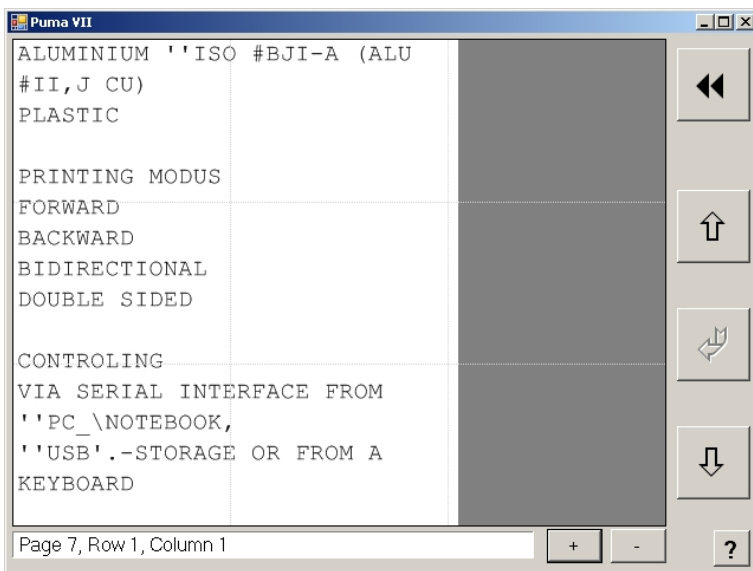 Puma VII
ALUMINIUM ''ISO #BJI-A (ALU
#II,J CU)
PLASTIC
PRINTING MODUS
FORWARD
BACKWARD
BIDIRECTIONAL
DOUBLE SIDED
CONTROLING
VIA SERIAL INTERFACE FROM
''PC_\NOTEBOOK,
''USB'.-STORAGE OR FROM A
KEYBOARD
Page 7, Row 1, Column 1
+ -
?